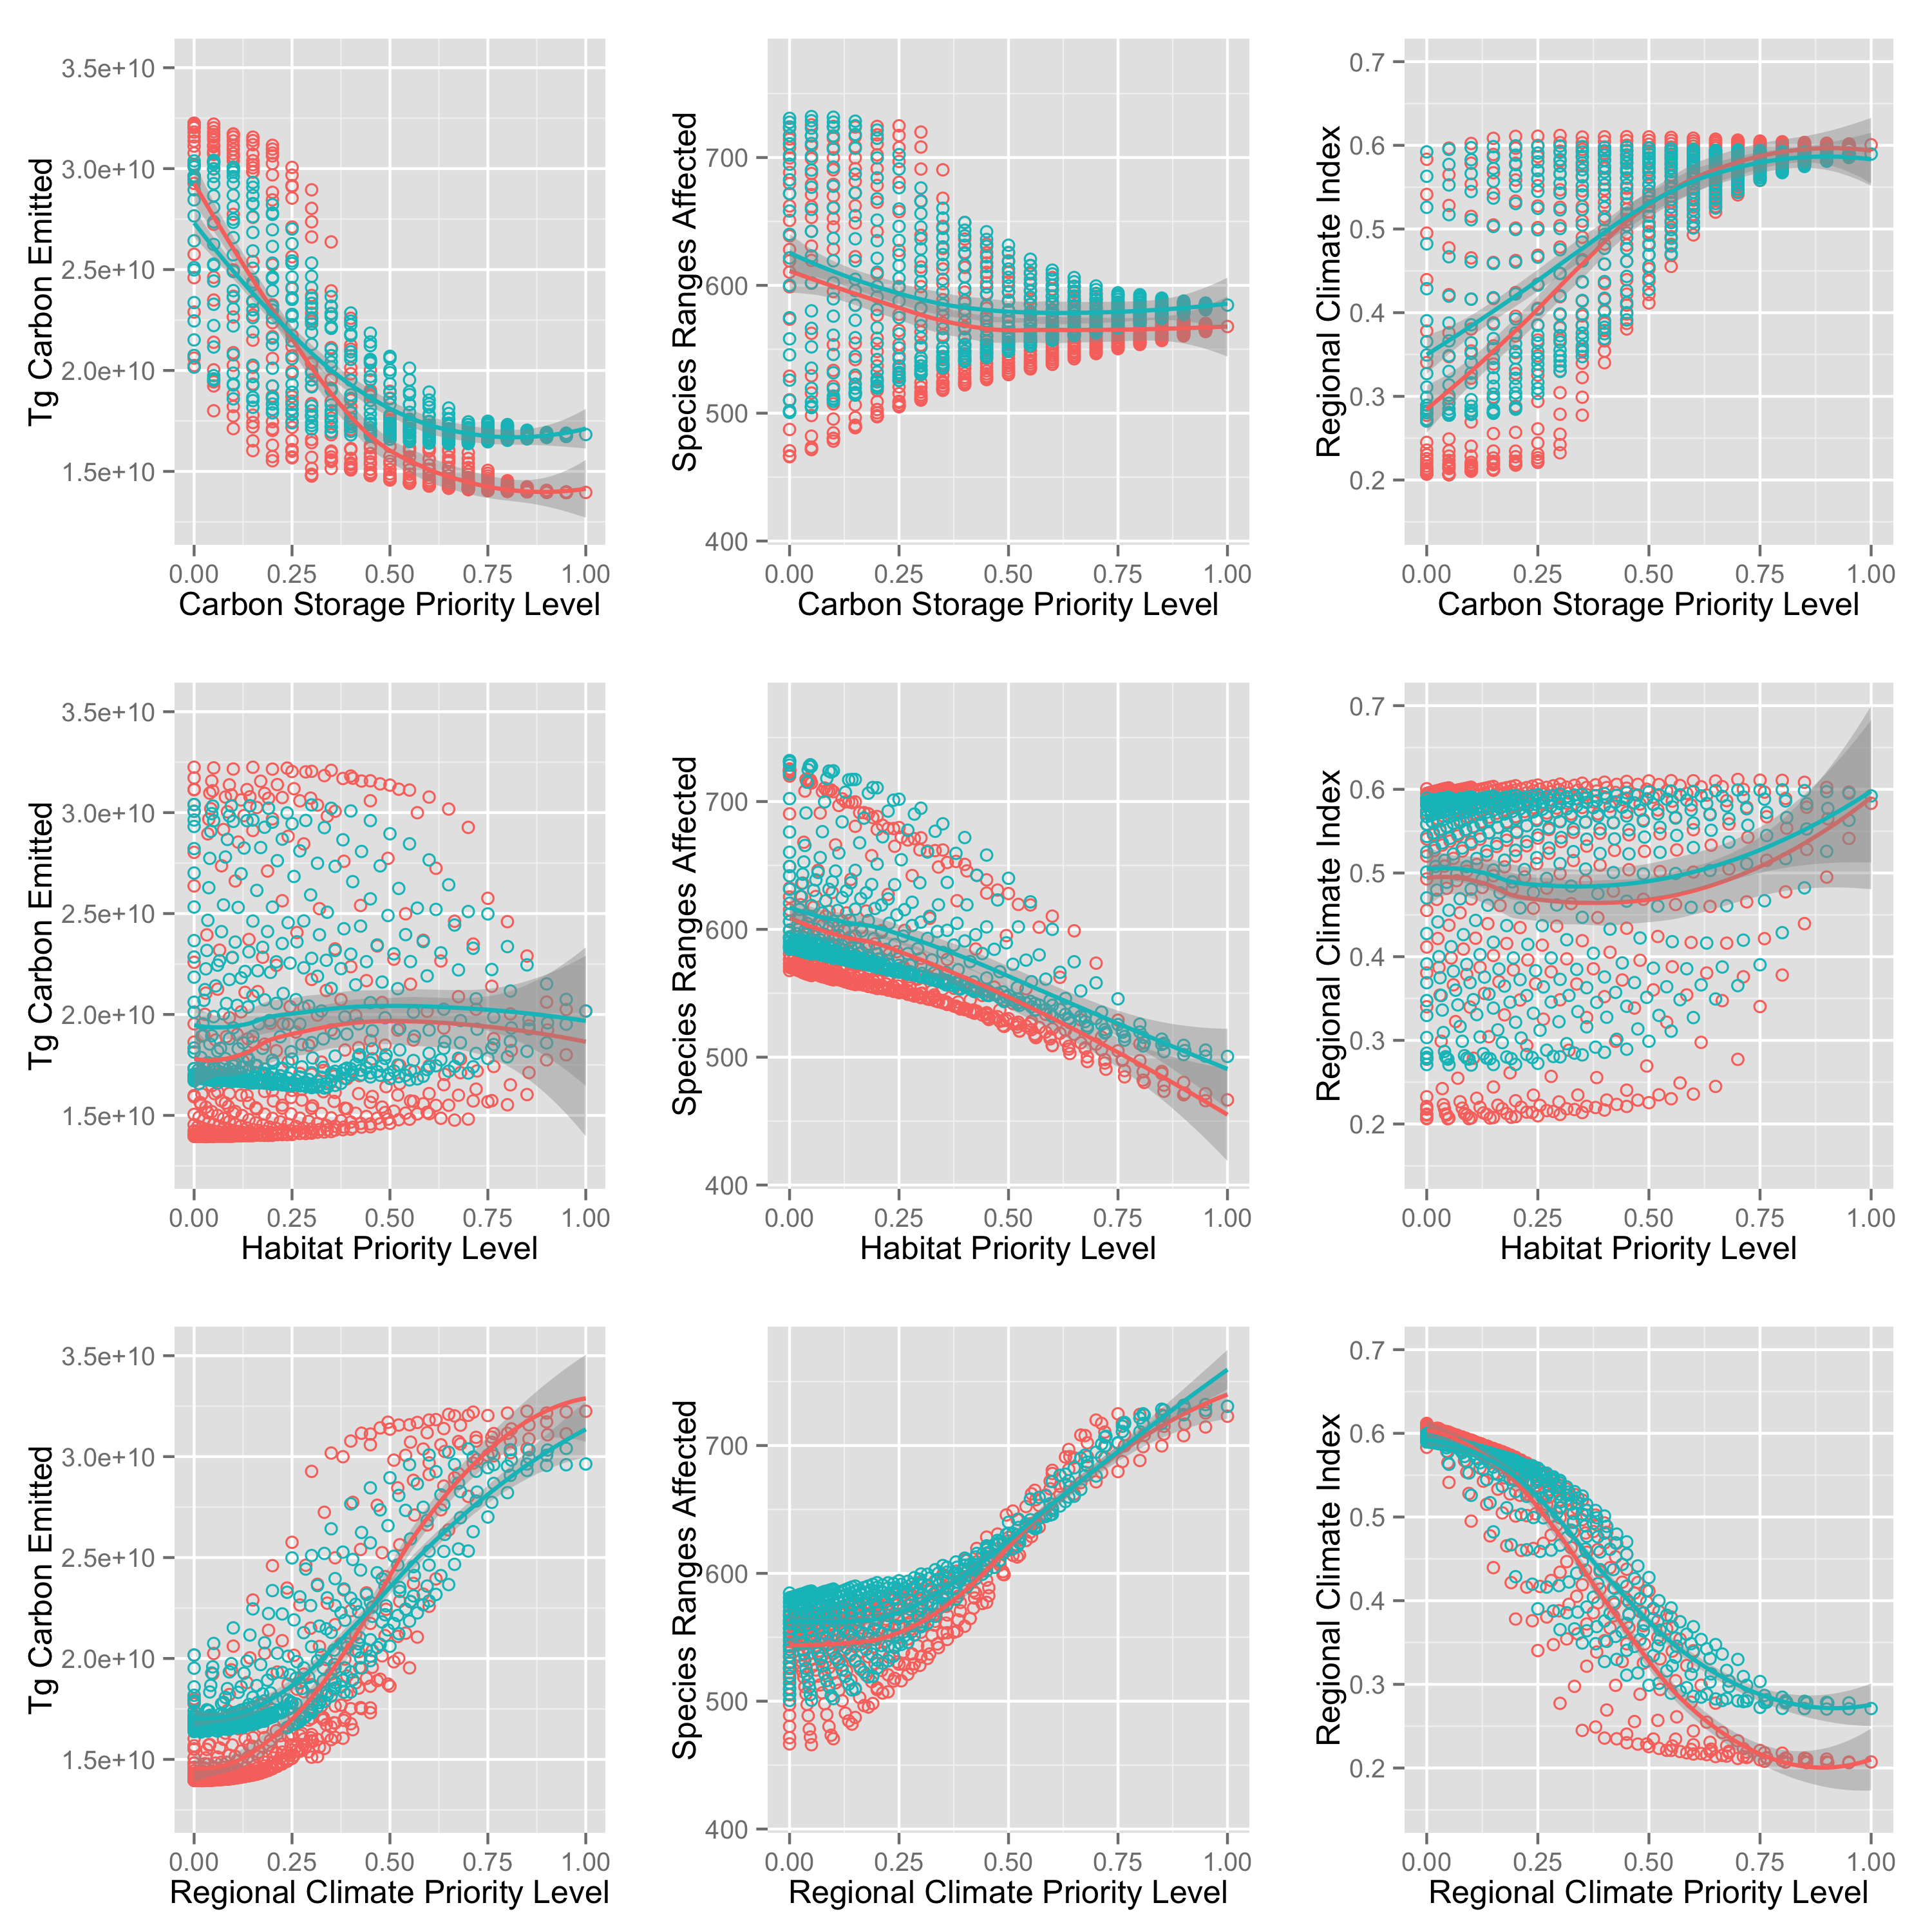 Tg Carbon Emitted
3.5e+10
3.0e+10
2.5e+10
2.0e+10
1.5e+10
0.00 0.25 0.50 0.75 1.00
Carbon Storage Priority Level
Species Ranges Affected
700
600
500
400
0.00 0.25 0.50 0.75 1.00
Carbon Storage Priority Level
Regional Climate Index
0.7
0.6
0.5
0.4
0.3
0.2
0.00 0.25 0.50 0.75 1.00
Carbon Storage Priority Level
Tg Carbon Emitted
3.5e+10
3.0e+10
2.5e+10
2.0e+10
1.5e+10
0.00 0.25 0.50 0.75 1.00
Habitat Priority Level
Species Ranges Affected
700
600
500
400
0.00 0.25 0.50 0.75 1.00
Habitat Priority Level
Regional Climate Index
0.7
0.6
0.5
0.4
0.3
0.2
0.00 0.25 0.50 0.75 1.00
Habitat Priority Level
Tg Carbon Emitted
3.5e+10
3.0e+10
2.5e+10
2.0e+10
1.5e+10
0.00 0.25 0.50 0.75 1.00
Regional Climate Priority Level
Species Ranges Affected
700
600
500
400
0.00 0.25 0.50 0.75 1.00
Regional Climate Priority Level
Regional Climate Index
0.7
0.6
0.5
0.4
0.3
0.2
0.00 0.25 0.50 0.75 1.00
Regional Climate Priority Level